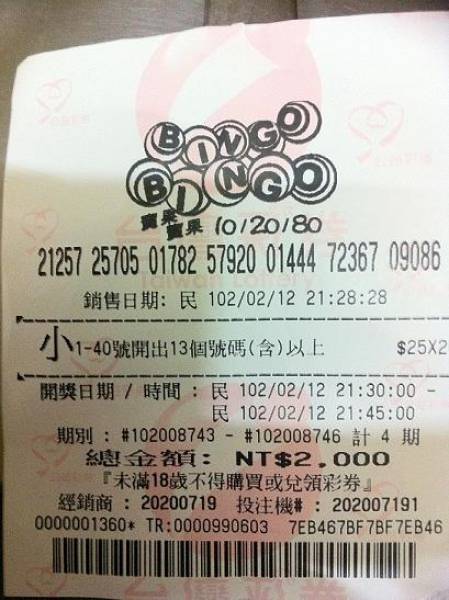 BINGO
BINGO
賓果
賓果 10/20/80
21257 25705 01782 57920 01444 72367 09086
銷售日期: 民 102/02/12 21:28:28
小 1-40號開出13個號碼(含)以上 $25X2
開獎日期 / 時間 : 民 102/02/12 21:30:00 -
民 102/02/12 21:45:00
期別 : #102008743 - #102008746 計 4 期
總金額: NT$2,000
『未滿18歲不得購買或兌領彩券』
經銷商 : 20200719 投注機# : 202007191
0000001360* TR:0000990603 7EB467BF7BF7EB46